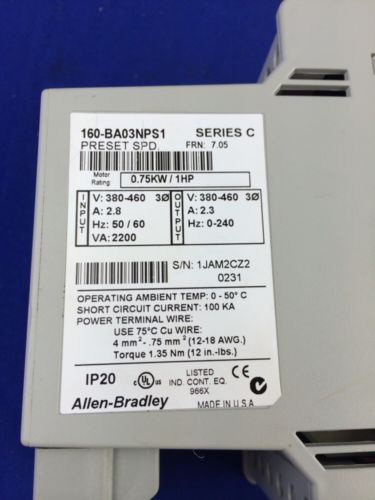 160-BA03NPS1 SERIES C
PRESET SPD. FRN: 7.05
Motor Rating: 0.75KW / 1HP
INPUT
V: 380-460 3Ø
A: 2.8
Hz: 50 / 60
VA: 2200
OUTPUT
V: 380-460 3Ø
A: 2.3
Hz: 0-240
S/N: 1JAM2CZ2
0231
OPERATING AMBIENT TEMP: 0 - 50° C
SHORT CIRCUIT CURRENT: 100 KA
POWER TERMINAL WIRE:
USE 75°C Cu WIRE:
4 mm² - .75 mm² (12-18 AWG.)
Torque 1.35 Nm (12 in.-lbs.)
IP20
C UL US
LISTED
IND. CONT. EQ.
966X
CE
Allen-Bradley MADE IN U.S.A.